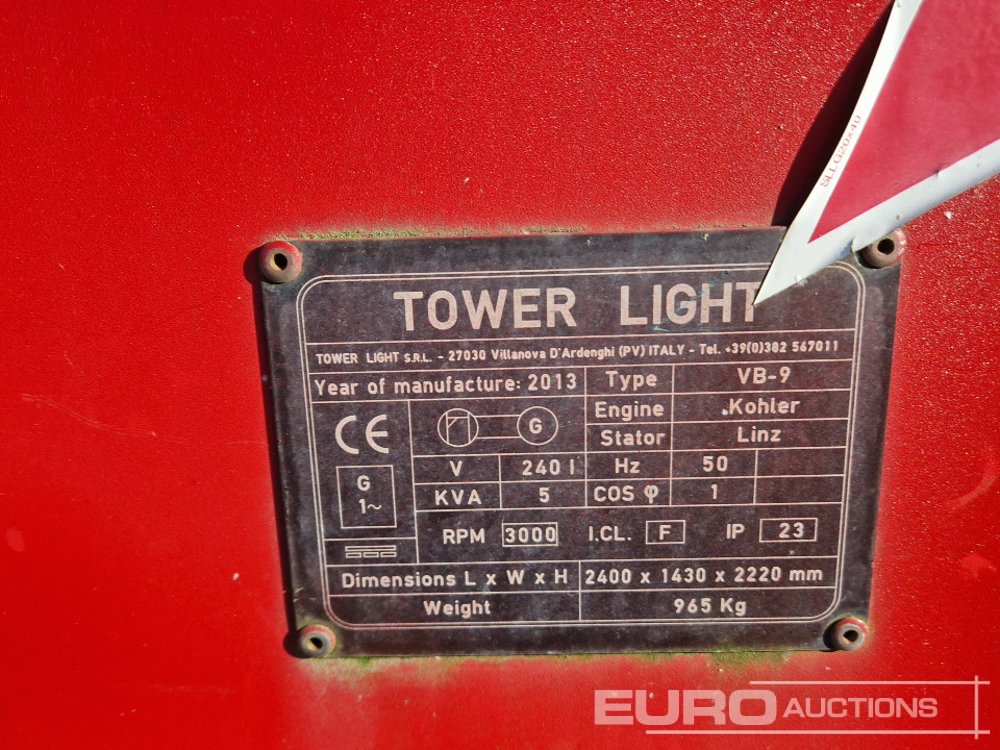 SLLG20x40
TOWER LIGHT
TOWER LIGHT S.R.L. - 27030 Villanova D'Ardenghi (PV) ITALY - Tel. +39(0)382 567011
Year of manufacture: 2013 Type VB-9
Engine Kohler
CE G
Stator Linz
V 240 Hz 50
G
1~
KVA 5 COS φ 1
RPM 3000 I.CL. F IP 23
Dimensions L x W x H 2400 x 1430 x 2220 mm
Weight 965 Kg
EURO AUCTIONS